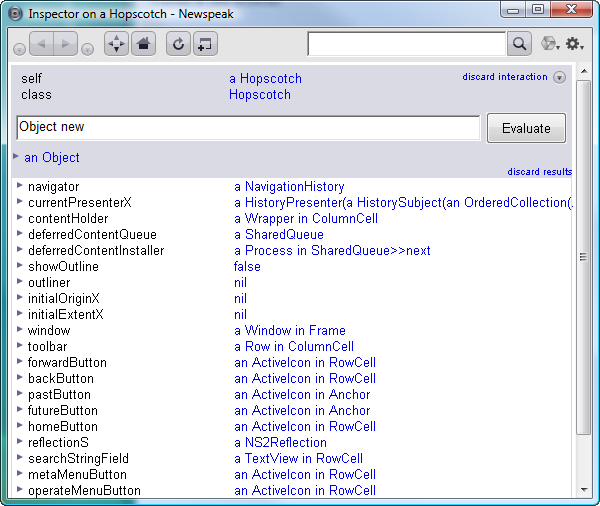 Inspector on a Hopscotch - Newspeak
self a Hopscotch discard interaction
class Hopscotch
Object new Evaluate
an Object
discard results
navigator a NavigationHistory
currentPresenterX a HistoryPresenter(a HistorySubject(an OrderedCollection(
contentHolder a Wrapper in ColumnCell
deferredContentQueue a SharedQueue
deferredContentInstaller a Process in SharedQueue>>next
showOutline false
outliner nil
initialOriginX nil
initialExtentX nil
window a Window in Frame
toolbar a Row in ColumnCell
forwardButton an ActiveIcon in RowCell
backButton an ActiveIcon in RowCell
pastButton an ActiveIcon in Anchor
futureButton an ActiveIcon in Anchor
homeButton an ActiveIcon in RowCell
reflectionS a NS2Reflection
searchStringField a TextView in RowCell
metaMenuButton an ActiveIcon in RowCell
operateMenuButton an ActiveIcon in RowCell